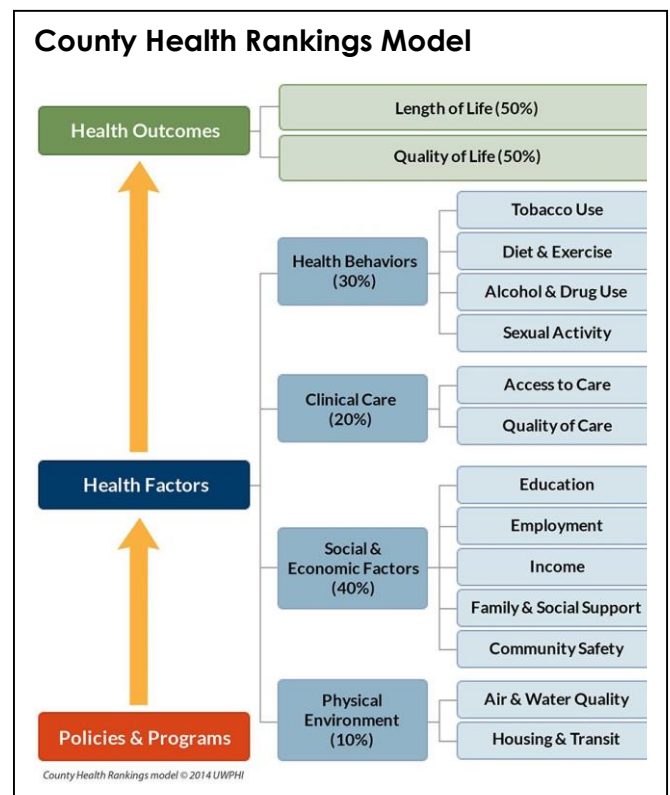 County Health Rankings Model
Health Outcomes
Length of Life (50%)
Quality of Life (50%)
Health Behaviors
(30%)
Tobacco Use
Diet & Exercise
Alcohol & Drug Use
Sexual Activity
Clinical Care
(20%)
Access to Care
Quality of Care
Health Factors
Social &
Economic Factors
(40%)
Education
Employment
Income
Family & Social Support
Community Safety
Physical
Environment
(10%)
Air & Water Quality
Housing & Transit
Policies & Programs
County Health Rankings model © 2014 UWPHI